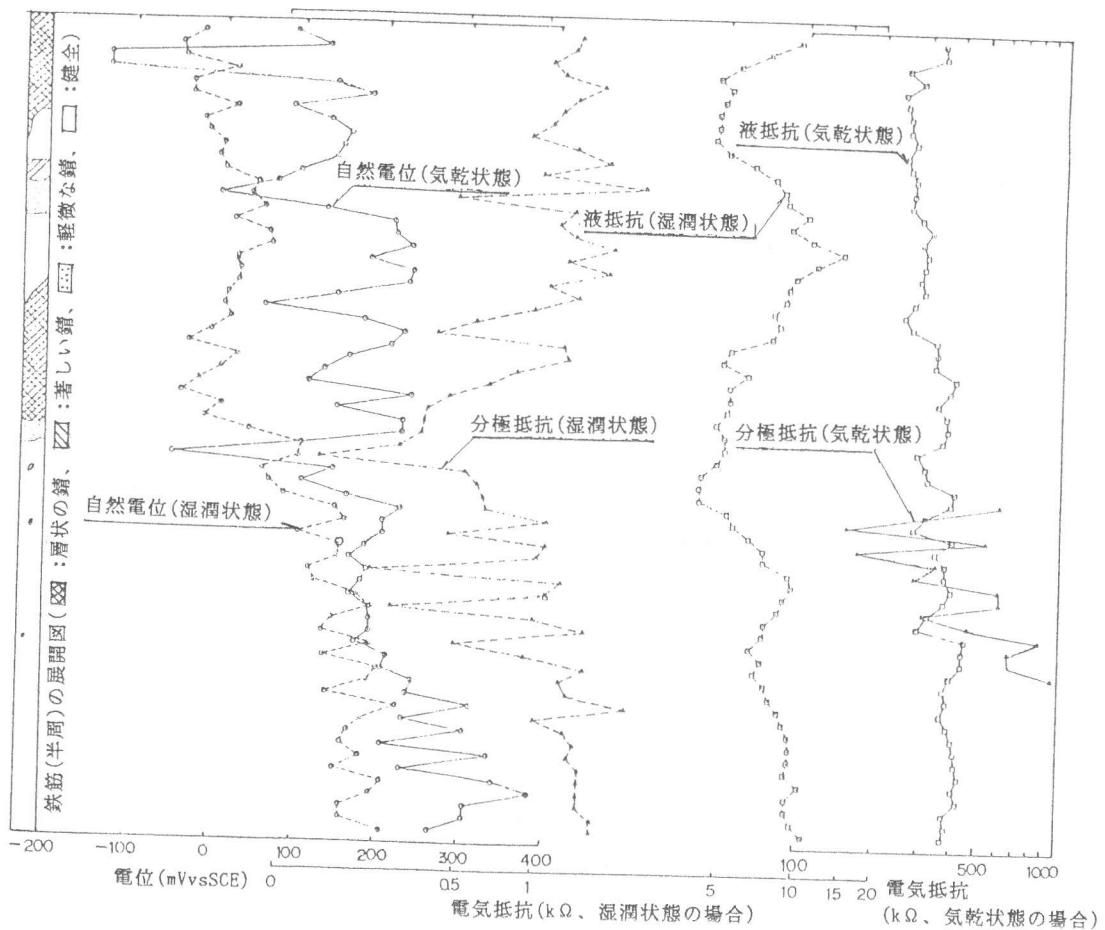 鉄筋(半周)の展開図(▨:層状の錆、▨:著しい錆、▨:軽微な錆、□:健全)
液抵抗(気乾状態)
自然電位(気乾状態)
液抵抗(湿潤状態)
分極抵抗(湿潤状態)
分極抵抗(気乾状態)
自然電位(湿潤状態)
-200 -100 0 100 200 300 400
電位(mVvsSCE)
0 0.5 1 5 10 15 20
電気抵抗(kΩ、湿潤状態の場合)
100 500 1000
電気抵抗
(kΩ、気乾状態の場合)